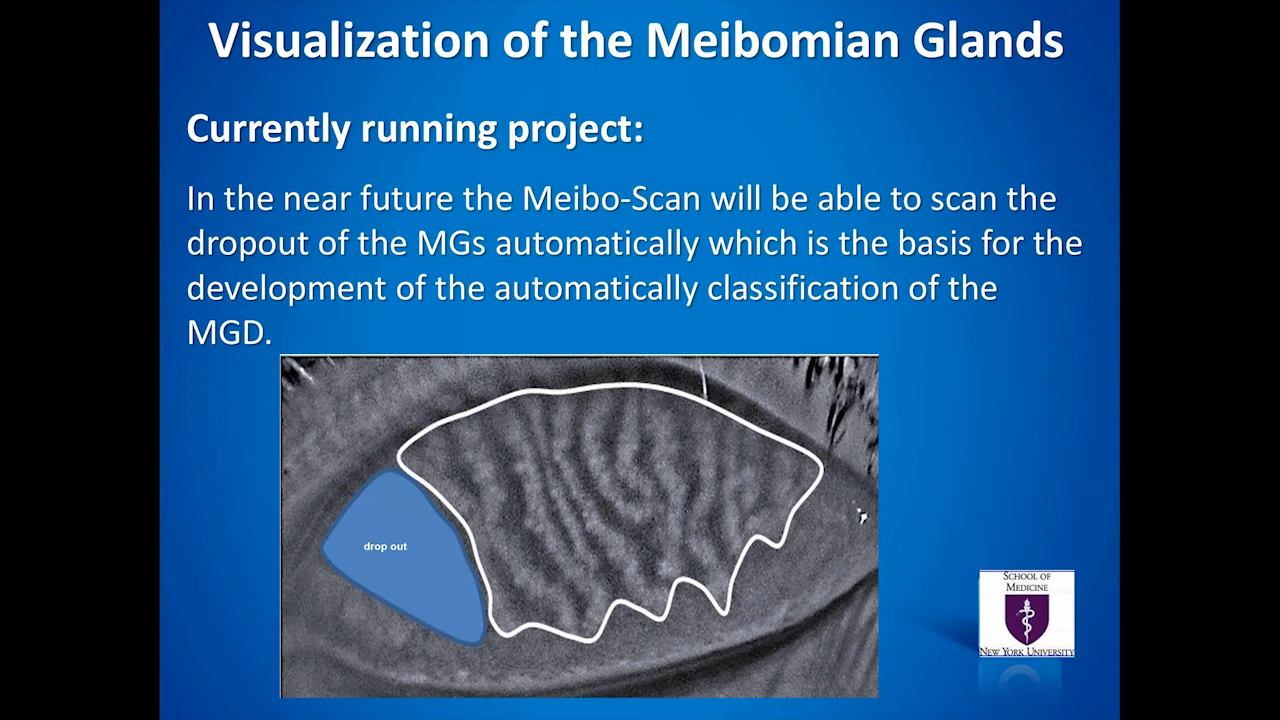 Visualization of the Meibomian Glands
Currently running project:
In the near future the Meibo-Scan will be able to scan the
dropout of the MGs automatically which is the basis for the
development of the automatically classification of the
MGD.
drop out
SCHOOL OF
MEDICINE
NEW YORK UNIVERSITY